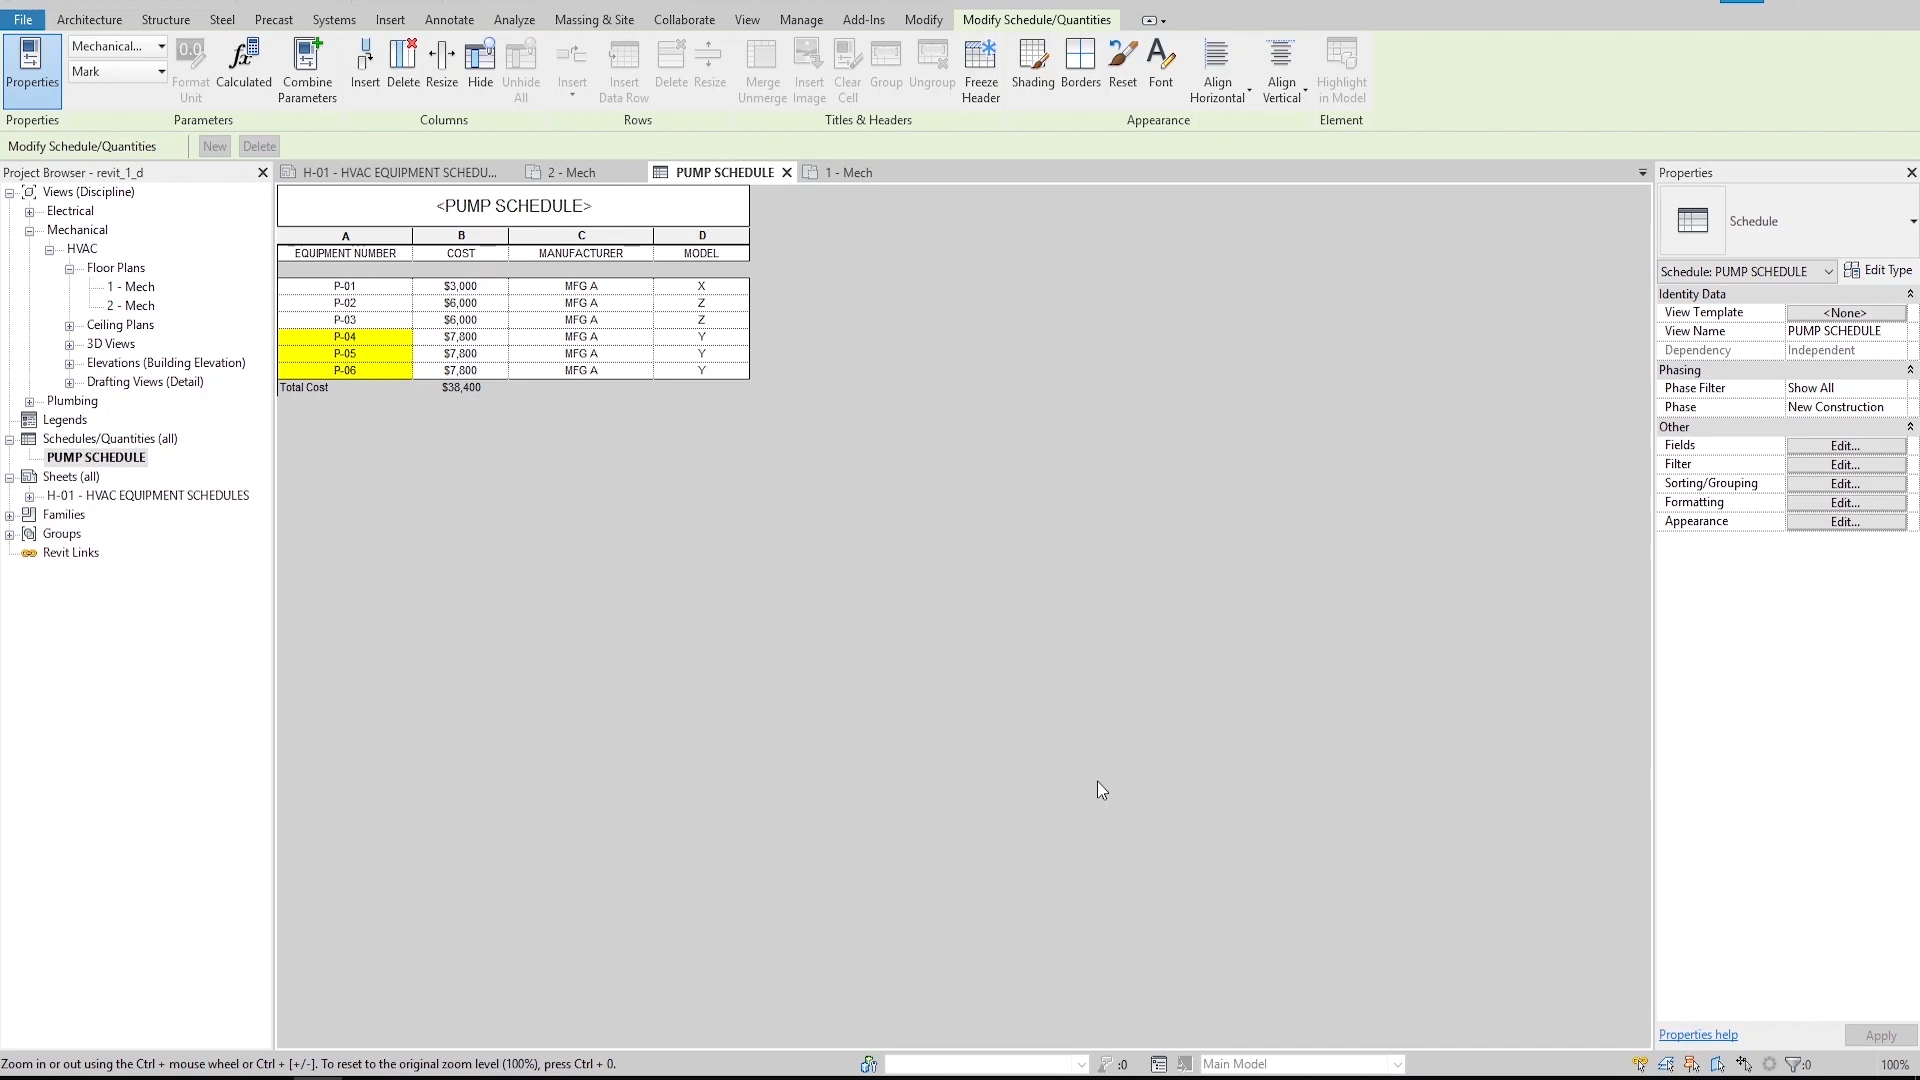 File Architecture Structure Steel Precast Systems Insert Annotate Analyze Massing & Site Collaborate View Manage Add-Ins Modify Modify Schedule/Quantities
Properties
Mechanical...
Mark
Format
Unit
Calculated
Combine
Parameters
Insert Delete Resize Hide Unhide
All
Insert
Insert
Data Row
Delete Resize
Merge
Unmerge
Insert
Image
Clear
Cell
Group Ungroup
Freeze
Header
Shading Borders Reset Font
Align
Horizontal
Align
Vertical
Highlight
in Model
Properties Parameters Columns Rows Titles & Headers Appearance Element
Modify Schedule/Quantities New Delete
Project Browser - revit_1_d
Views (Discipline)
Electrical
Mechanical
HVAC
Floor Plans
1 - Mech
2 - Mech
Ceiling Plans
3D Views
Elevations (Building Elevation)
Drafting Views (Detail)
Plumbing
Legends
Schedules/Quantities (all)
PUMP SCHEDULE
Sheets (all)
H-01 - HVAC EQUIPMENT SCHEDULES
Families
Groups
Revit Links
H-01 - HVAC EQUIPMENT SCHEDU... 2 - Mech PUMP SCHEDULE 1 - Mech
<PUMP SCHEDULE>
A B C D
EQUIPMENT NUMBER COST MANUFACTURER MODEL
P-01 $3,000 MFG A X
P-02 $6,000 MFG A Z
P-03 $6,000 MFG A Z
P-04 $7,800 MFG A Y
P-05 $7,800 MFG A Y
P-06 $7,800 MFG A Y
Total Cost $38,400
Properties
Schedule
Schedule: PUMP SCHEDULE Edit Type
Identity Data
View Template <None>
View Name PUMP SCHEDULE
Dependency Independent
Phasing
Phase Filter Show All
Phase New Construction
Other
Fields Edit...
Filter Edit...
Sorting/Grouping Edit...
Formatting Edit...
Appearance Edit...
Properties help Apply
Zoom in or out using the Ctrl + mouse wheel or Ctrl + [+/-]. To reset to the original zoom level (100%), press Ctrl + 0. :0 Main Model :0 100%